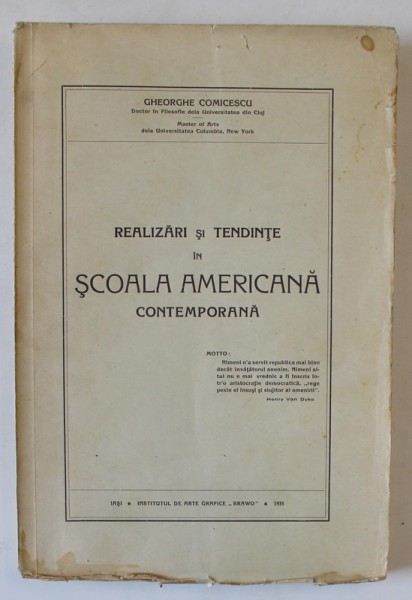 GHEORGHE COMICESCU
Doctor în Filosofie dela Universitatea din Cluj
Master of Arts
dela Universitatea Columbia, New York
REALIZĂRI ŞI TENDINŢE
ÎN
ŞCOALA AMERICANĂ
CONTEMPORANĂ
MOTTO:
Nimeni n'a servit republica mai bine
decât învăţătorul anonim. Nimeni al-
tul nu e mai vrednic a fi înscris în-
tr'o aristocraţie democratică, „rege
peste el însuşi şi slujitor al omenirii".
Henry Van Dyke
IAŞI ★ INSTITUTUL DE ARTE GRAFICE „BRAWO" ★